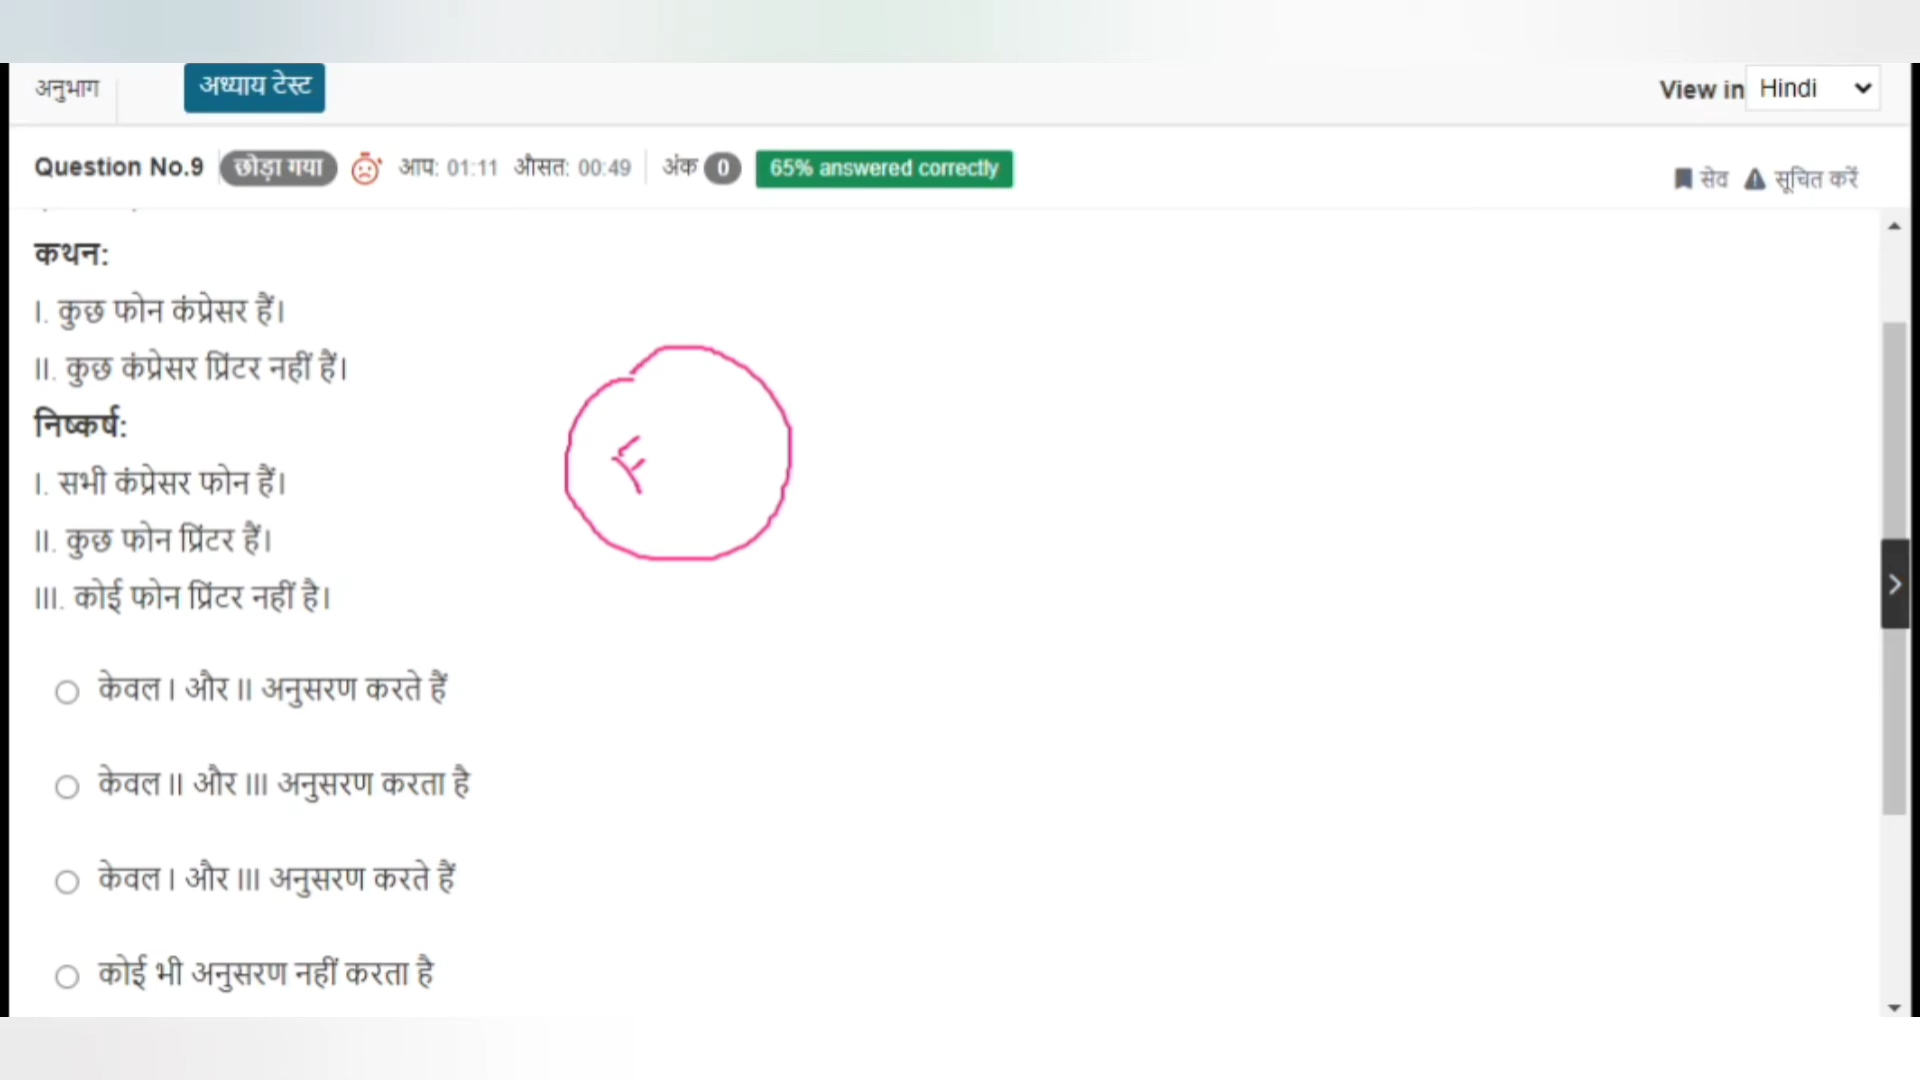 अनुभाग
अध्याय टेस्ट
View in Hindi
Question No.9 छोड़ा गया आप: 01:11 औसत: 00:49 अंक 0 65% answered correctly
सेव सूचित करें
कथन:
I. कुछ फोन कंप्रेसर हैं।
II. कुछ कंप्रेसर प्रिंटर नहीं हैं।
निष्कर्ष:
I. सभी कंप्रेसर फोन हैं।
II. कुछ फोन प्रिंटर हैं।
III. कोई फोन प्रिंटर नहीं है।
केवल I और II अनुसरण करते हैं
केवल II और III अनुसरण करता है
केवल I और III अनुसरण करते हैं
कोई भी अनुसरण नहीं करता है